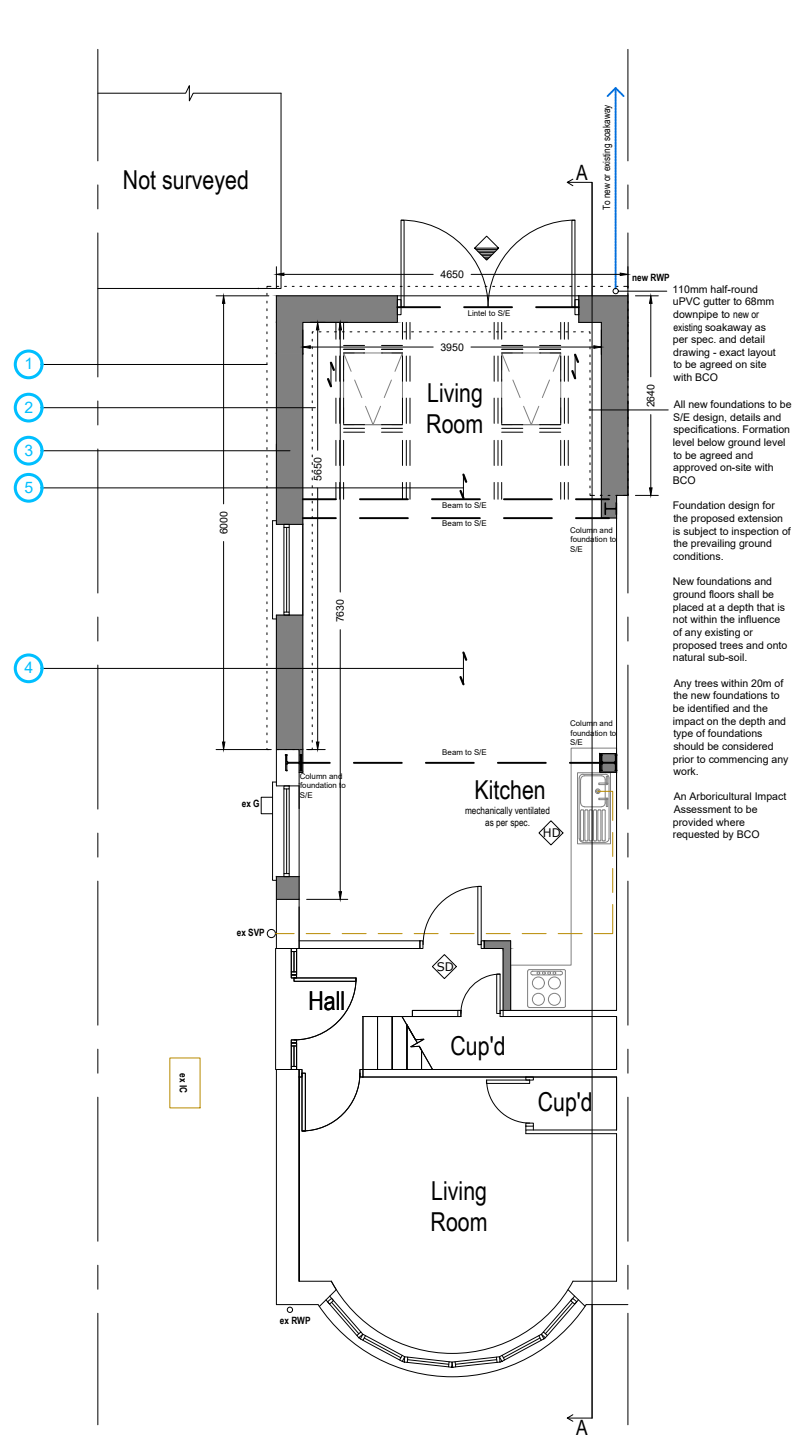 Not surveyed
A
To new or existing soakaway
4650
new RWP
Lintel to S/E
3950
110mm half-round
uPVC gutter to 68mm
downpipe to new or
existing soakaway as
per spec. and detail
drawing - exact layout
to be agreed on site
with BCO
1
2
3
5
4
Living
Room
2640
5650
6000
7630
Beam to S/E
Beam to S/E
Column and
foundation to
S/E
All new foundations to be
S/E design, details and
specifications. Formation
level below ground level
to be agreed and
approved on-site with
BCO
Foundation design for
the proposed extension
is subject to inspection of
the prevailing ground
conditions.
New foundations and
ground floors shall be
placed at a depth that is
not within the influence
of any existing or
proposed trees and onto
natural sub-soil.
Any trees within 20m of
the new foundations to
be identified and the
impact on the depth and
type of foundations
should be considered
prior to commencing any
work.
An Arboricultural Impact
Assessment to be
provided where
requested by BCO
Column and
foundation to
S/E
Beam to S/E
Column and
foundation to
S/E
Kitchen
mechanically ventilated
as per spec.
HD
ex G
ex SVP
SD
Hall
Cup'd
ex IC
Cup'd
Living
Room
ex RWP
A